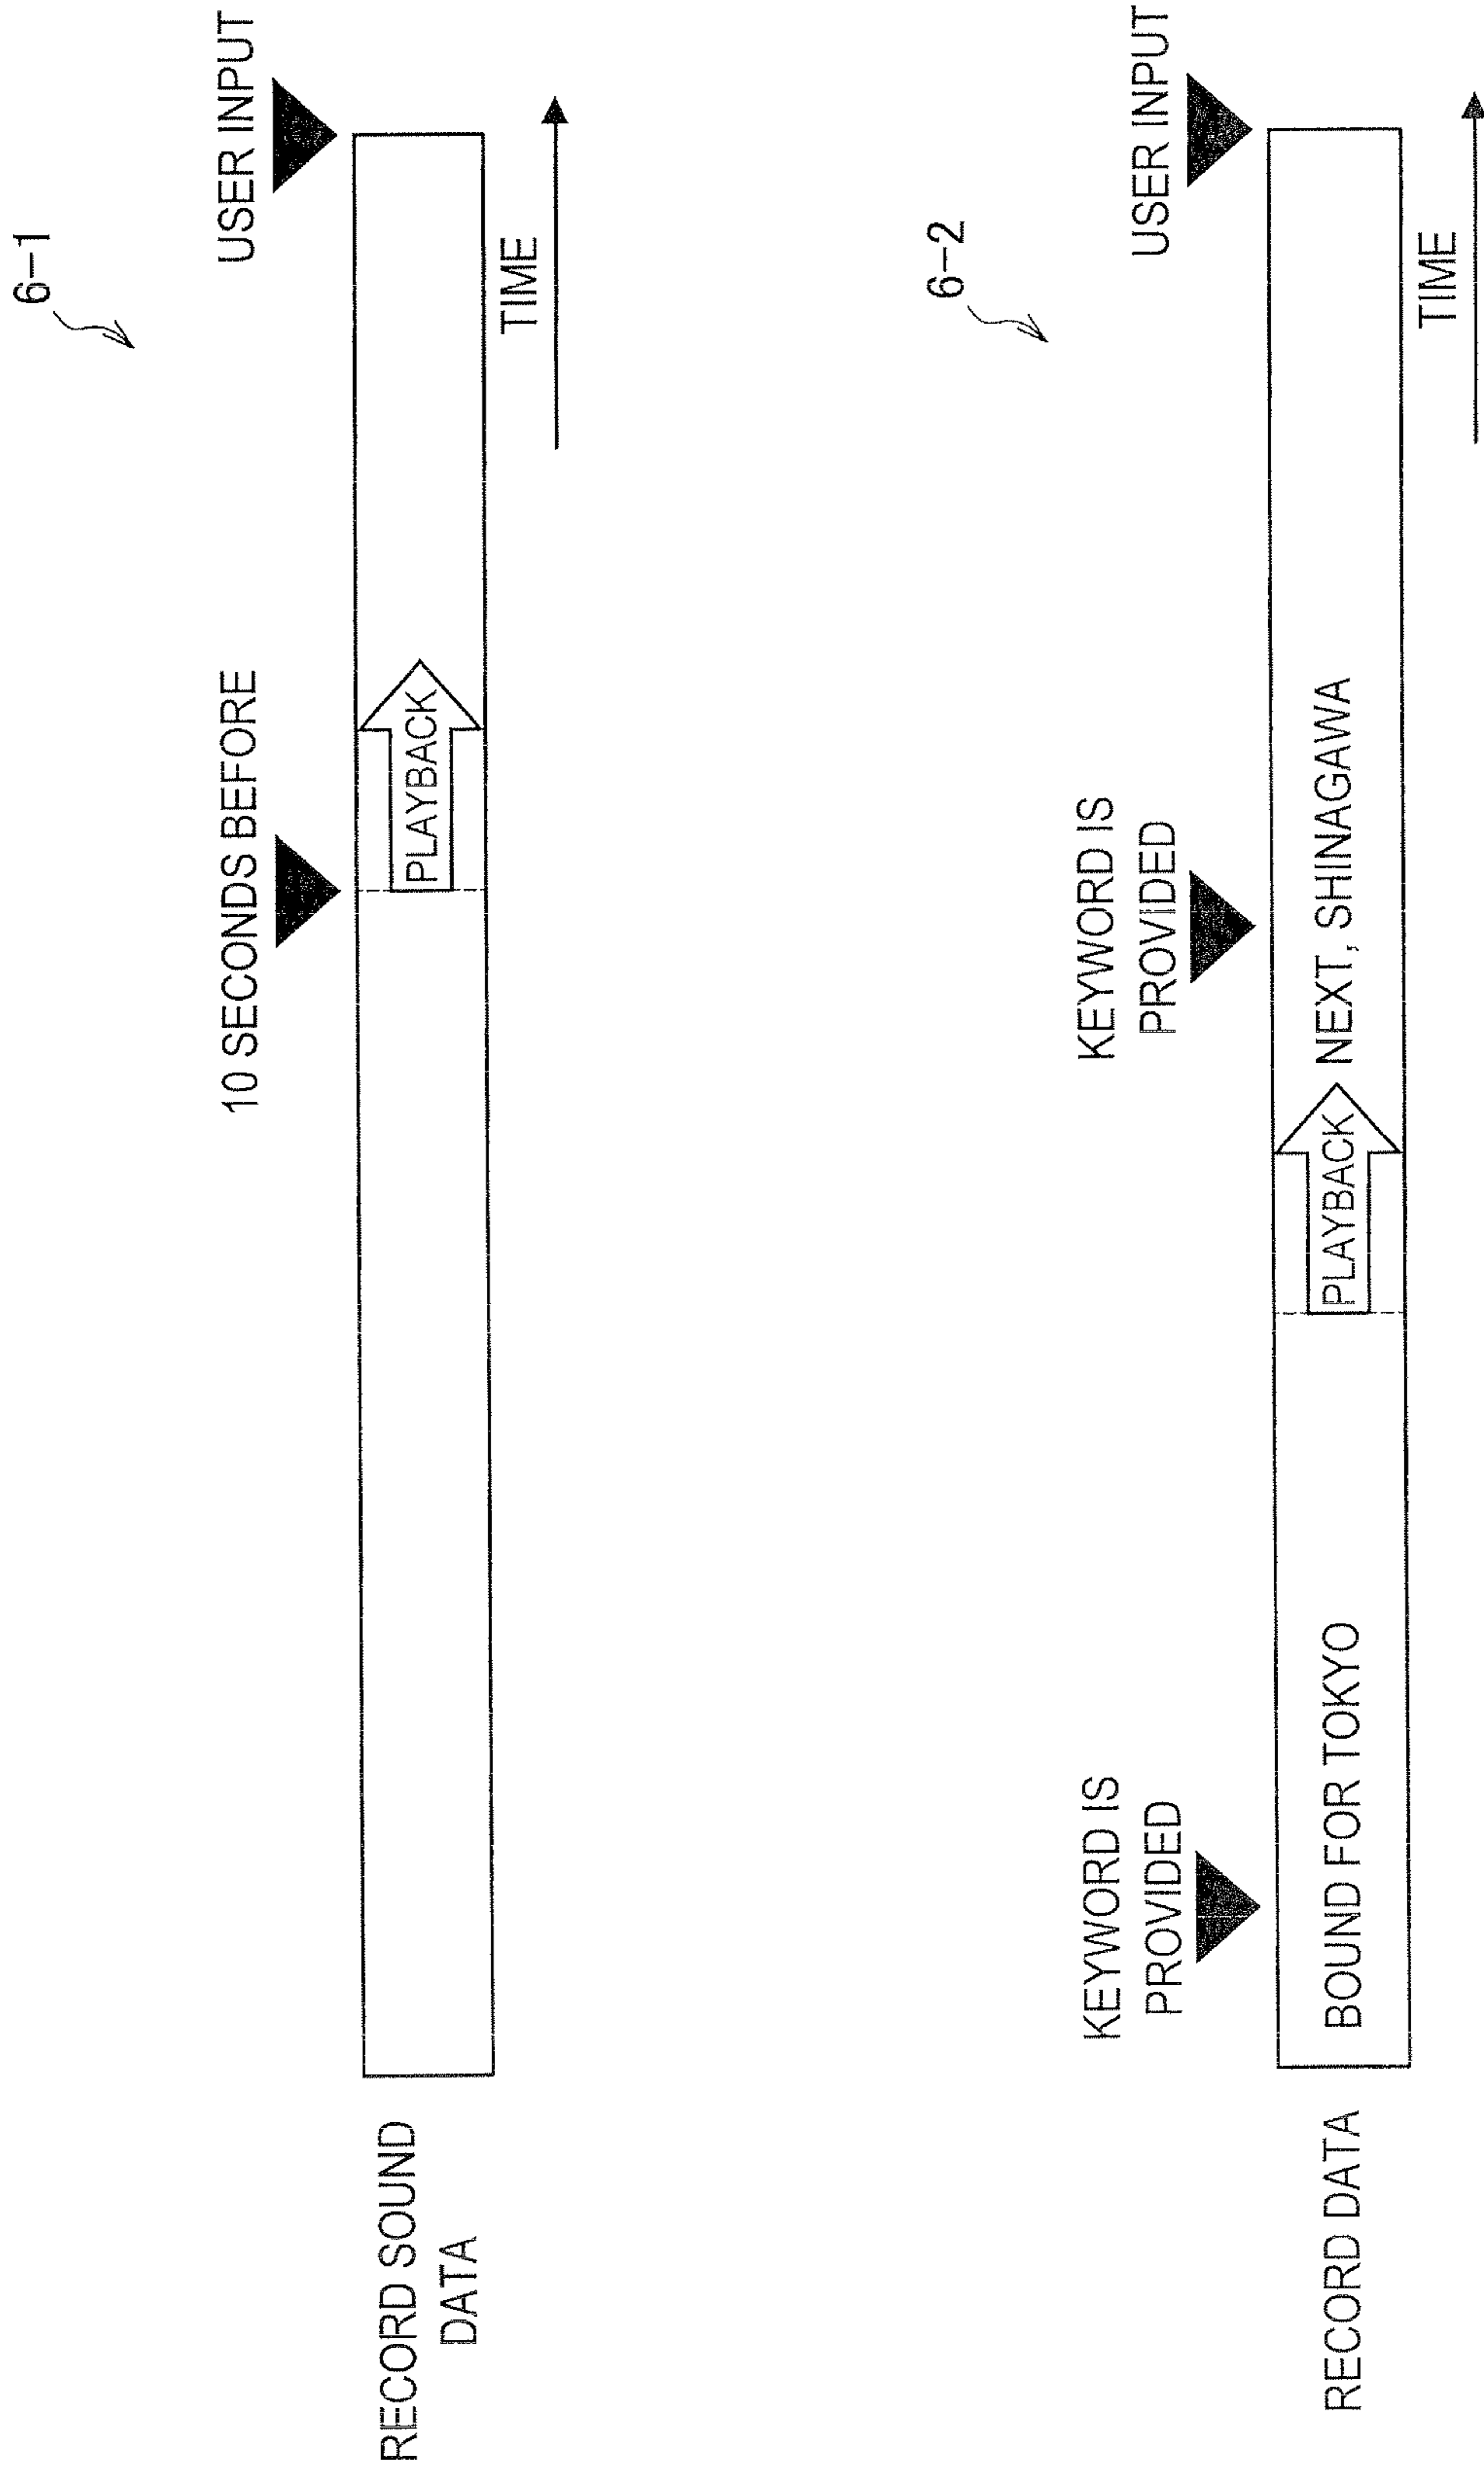 6-1
10 SECONDS BEFORE
USER INPUT
RECORD SOUND
DATA
PLAYBACK
TIME
6-2
KEYWORD IS
PROVIDED
KEYWORD IS
PROVIDED
USER INPUT
RECORD DATA
BOUND FOR TOKYO
PLAYBACK
NEXT, SHINAGAWA
TIME